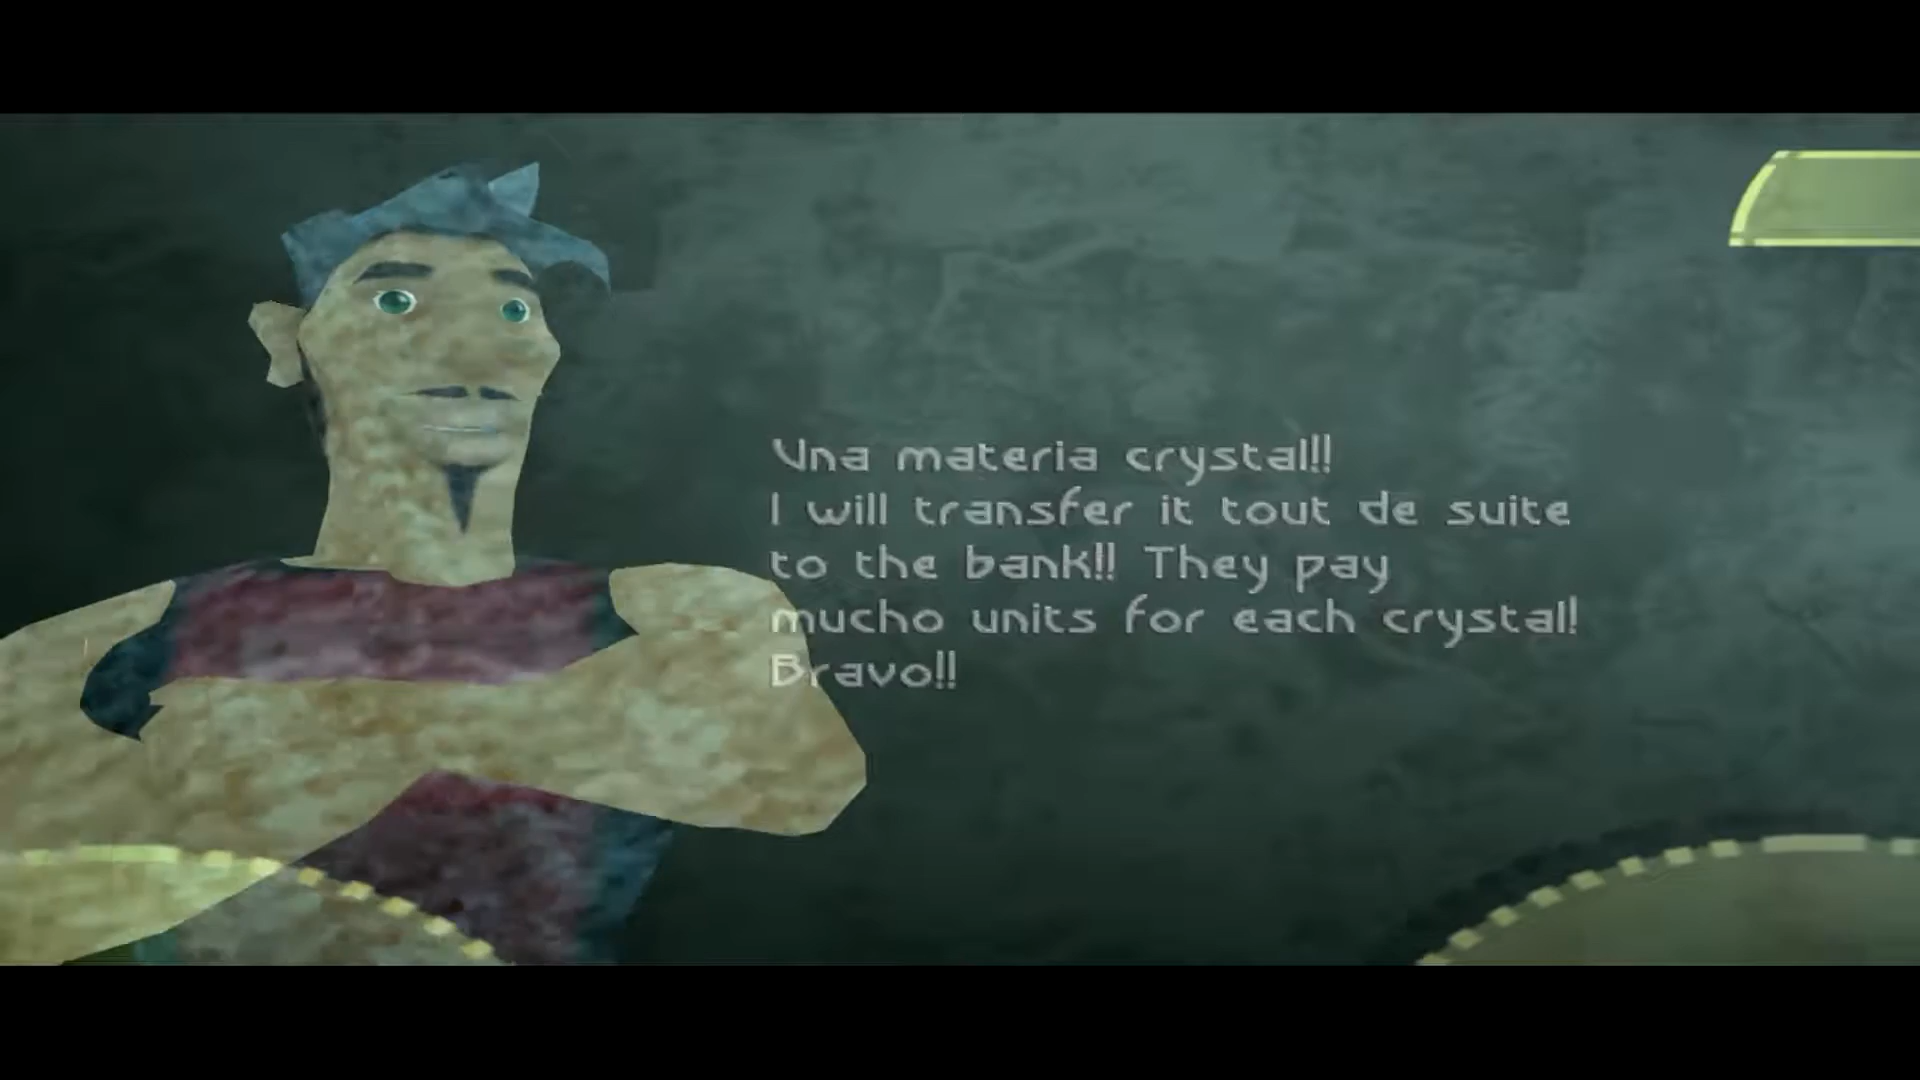 Una materia crystal!!
I will transfer it tout de suite
to the bank!! They pay
mucho units for each crystal!
Bravo!!